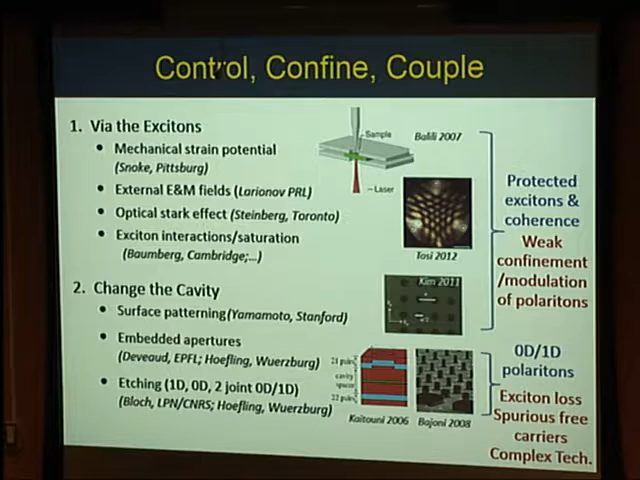 Control, Confine, Couple
1. Via the Excitons
• Mechanical strain potential
(Snoke, Pittsburg)
• External E&M fields (Larionov PRL)
• Optical stark effect (Steinberg, Toronto)
• Exciton interactions/saturation
(Baumberg, Cambridge;...)
2. Change the Cavity
• Surface patterning (Yamamoto, Stanford)
• Embedded apertures
(Deveaud, EPFL; Hoefling, Wuerzburg)
• Etching (1D, 0D, 2 joint 0D/1D)
(Bloch, LPN/CNRS; Hoefling, Wuerzburg)
Sample
Laser
Balili 2007
Tosi 2012
Kim 2011
21 pairs
cavity
spacer
22 pairs
Kaitouni 2006
Bajoni 2008
Protected
excitons &
coherence
Weak
confinement
/modulation
of polaritons
0D/1D
polaritons
Exciton loss
Spurious free
carriers
Complex Tech.